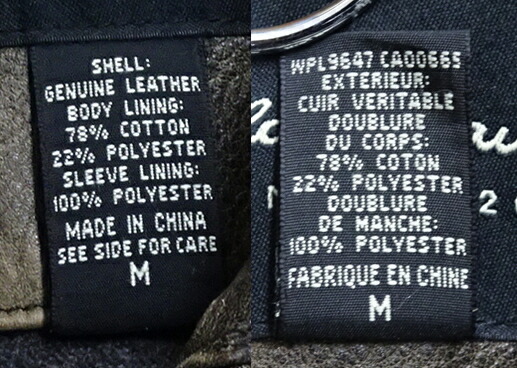 SHELL:
GENUINE LEATHER
BODY LINING:
78% COTTON
22% POLYESTER
SLEEVE LINING:
100% POLYESTER
MADE IN CHINA
SEE SIDE FOR CARE
M
WPL9647 CA00665
EXTERIEUR:
CUIR VERITABLE
DOUBLURE
DU CORPS:
78% COTON
22% POLYESTER
DOUBLURE
DE MANCHE:
100% POLYESTER
FABRIQUE EN CHINE
M